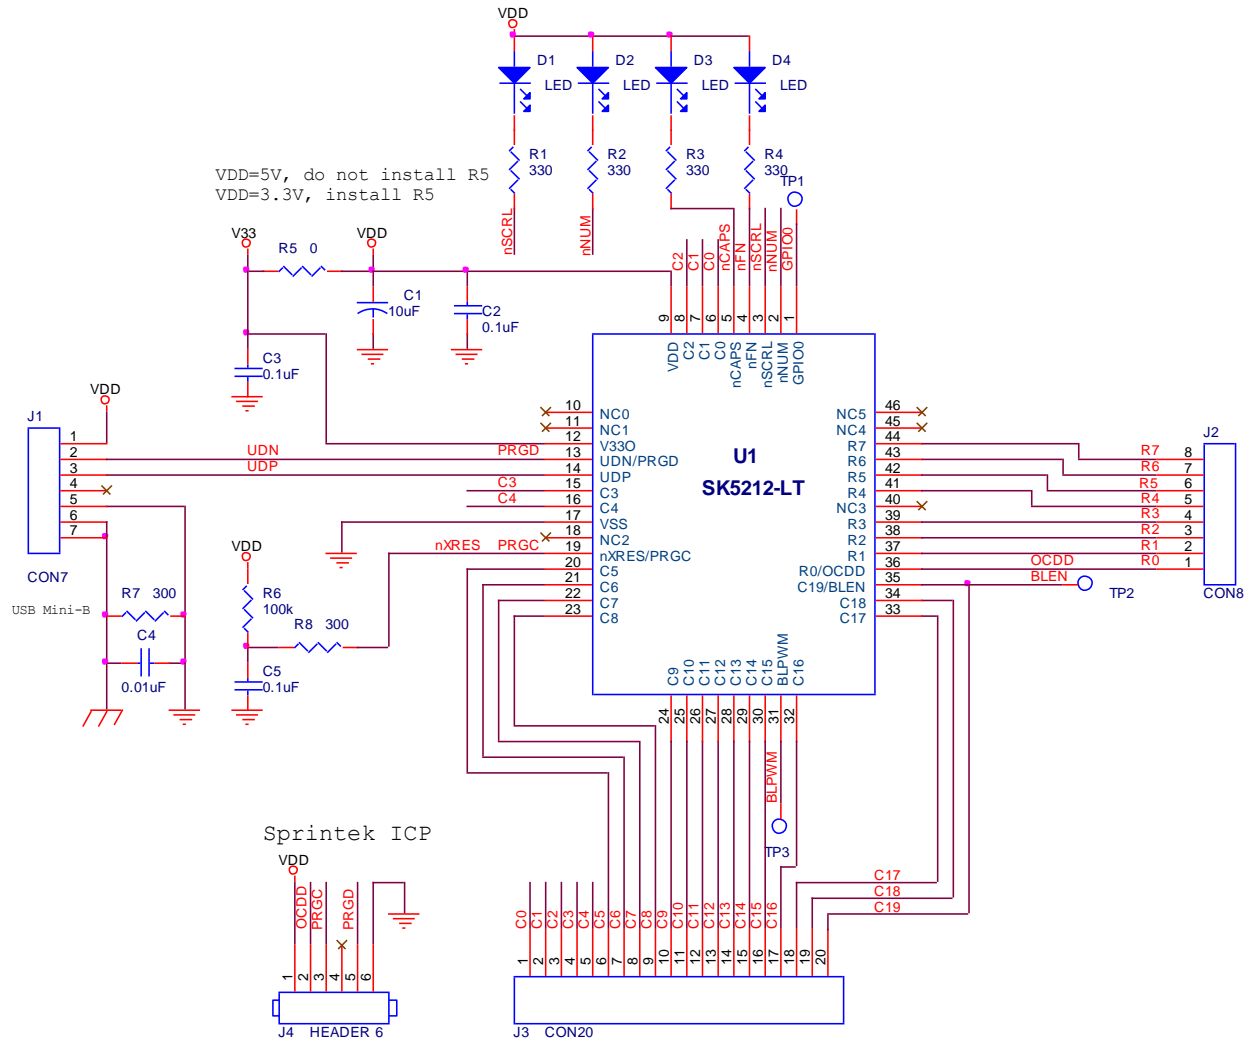 VDD
D1
LED
D2
LED
D3
LED
D4
LED
R1
330
R2
330
R3
330
R4
330
TP1
VDD=5V, do not install R5
VDD=3.3V, install R5
nSCRL
nNUM
C2
C1
C0
nCAPS
nFN
nSCRL
nNUM
GPIO0
V33
R5 0
VDD
C1
10uF
C2
0.1uF
C3
0.1uF
9
8
7
6
5
4
3
2
1
VDD
C2
C1
C0
nCAPS
nFN
nSCRL
nNUM
GPIO0
VDD
J1
CON7
USB Mini-B
1
2
3
4
5
6
7
UDN
UDP
PRGD
C3
C4
nXRES
PRGC
10
11
12
13
14
15
16
17
18
19
20
21
22
23
NC0
NC1
V33O
UDN/PRGD
UDP
C3
C4
VSS
NC2
nXRES/PRGC
C5
C6
C7
C8
U1
SK5212-LT
NC5
NC4
R7
R6
R5
R4
NC3
R3
R2
R1
R0/OCDD
C19/BLEN
C18
C17
46
45
44
43
42
41
40
39
38
37
36
35
34
33
OCDD
BLEN
TP2
R7
R6
R5
R4
R3
R2
R1
R0
J2
8
7
6
5
4
3
2
1
CON8
R7 300
C4
0.01uF
VDD
R6
100k
R8 300
C5
0.1uF
C9
C10
C11
C12
C13
C14
C15
BLPWM
C16
24
25
26
27
28
29
30
31
32
BLPWM
TP3
Sprintek ICP
VDD
OCDD
PRGC
PRGD
1
2
3
4
5
6
J4 HEADER 6
C17
C18
C19
C0
C1
C2
C3
C4
C5
C6
C7
C8
C9
C10
C11
C12
C13
C14
C15
C16
1
2
3
4
5
6
7
8
9
10
11
12
13
14
15
16
17
18
19
20
J3 CON20